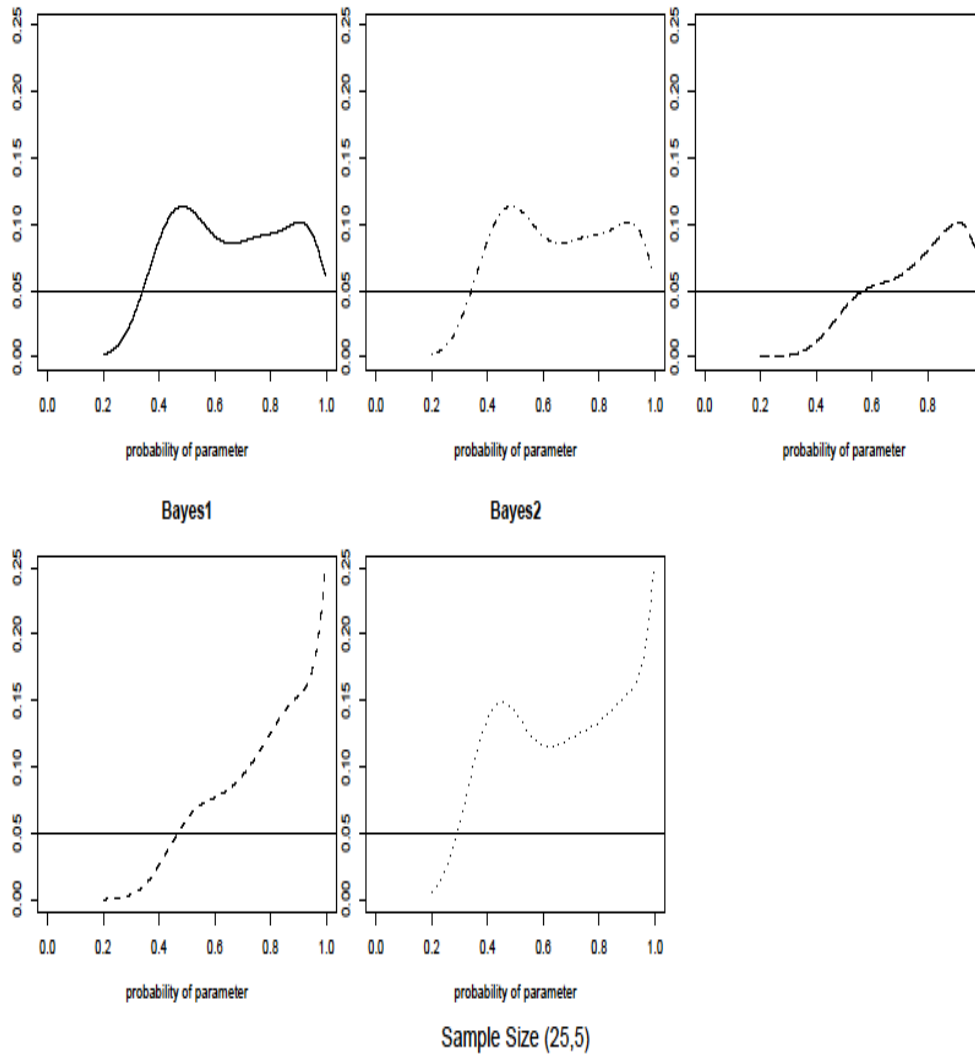 0.25 0.25 0.25
0.20 0.20 0.20
0.15 0.15 0.15
0.10 0.10 0.10
0.05 0.05 0.05
0.00 0.00 0.00
0.0 0.2 0.4 0.6 0.8 1.0 0.0 0.2 0.4 0.6 0.8 1.0 0.0 0.2 0.4 0.6 0.8
probability of parameter probability of parameter probability of parameter
Bayes1 Bayes2
0.25 0.25
0.20 0.20
0.15 0.15
0.10 0.10
0.05 0.05
0.00 0.00
0.0 0.2 0.4 0.6 0.8 1.0 0.0 0.2 0.4 0.6 0.8 1.0
probability of parameter probability of parameter
Sample Size (25,5)